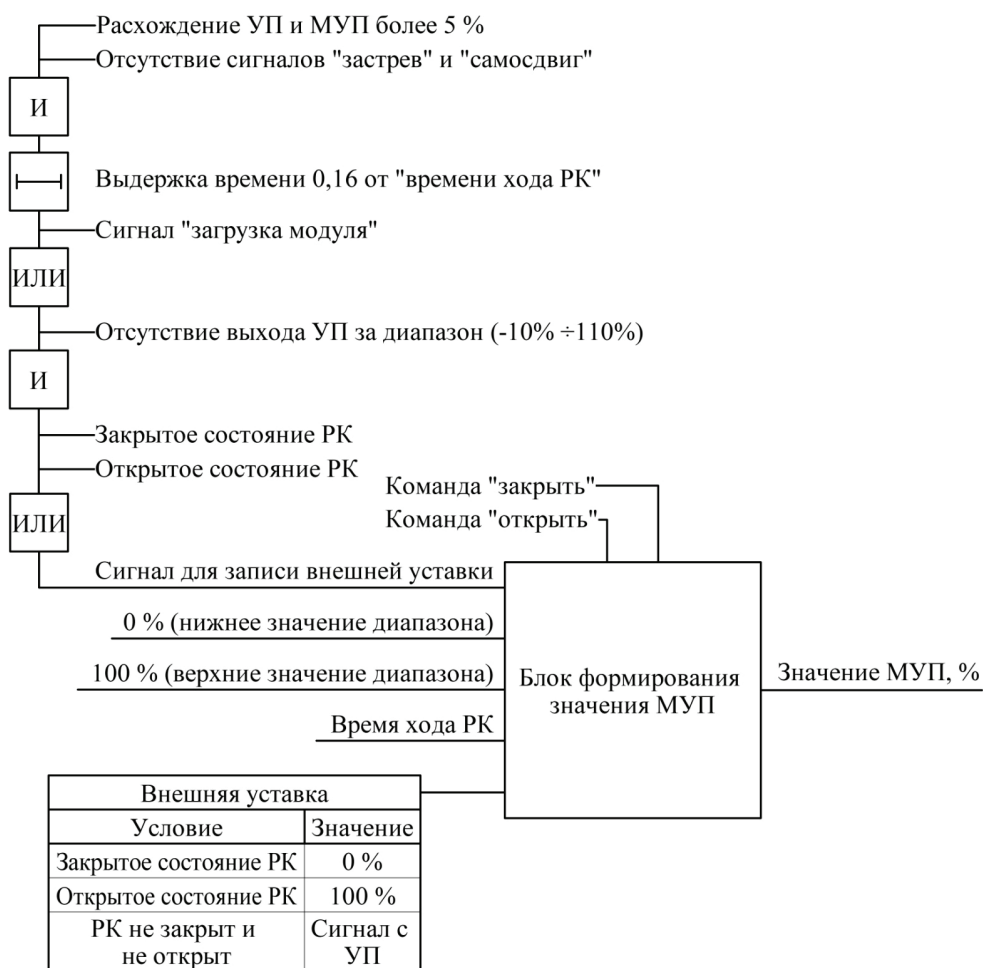 Расхождение УП и МУП более 5 %
Отсутствие сигналов "застрев" и "самосдвиг"
И
Выдержка времени 0,16 от "времени хода РК"
Сигнал "загрузка модуля"
ИЛИ
Отсутствие выхода УП за диапазон (-10% ÷110%)
И
Закрытое состояние РК
Открытое состояние РК
Команда "закрыть"
Команда "открыть"
ИЛИ
Сигнал для записи внешней уставки
0 % (нижнее значение диапазона)
100 % (верхние значение диапазона)
Время хода РК
Блок формирования
значения МУП
Значение МУП, %
Внешняя уставка
Условие Значение
Закрытое состояние РК 0 %
Открытое состояние РК 100 %
РК не закрыт и Сигнал с
не открыт УП